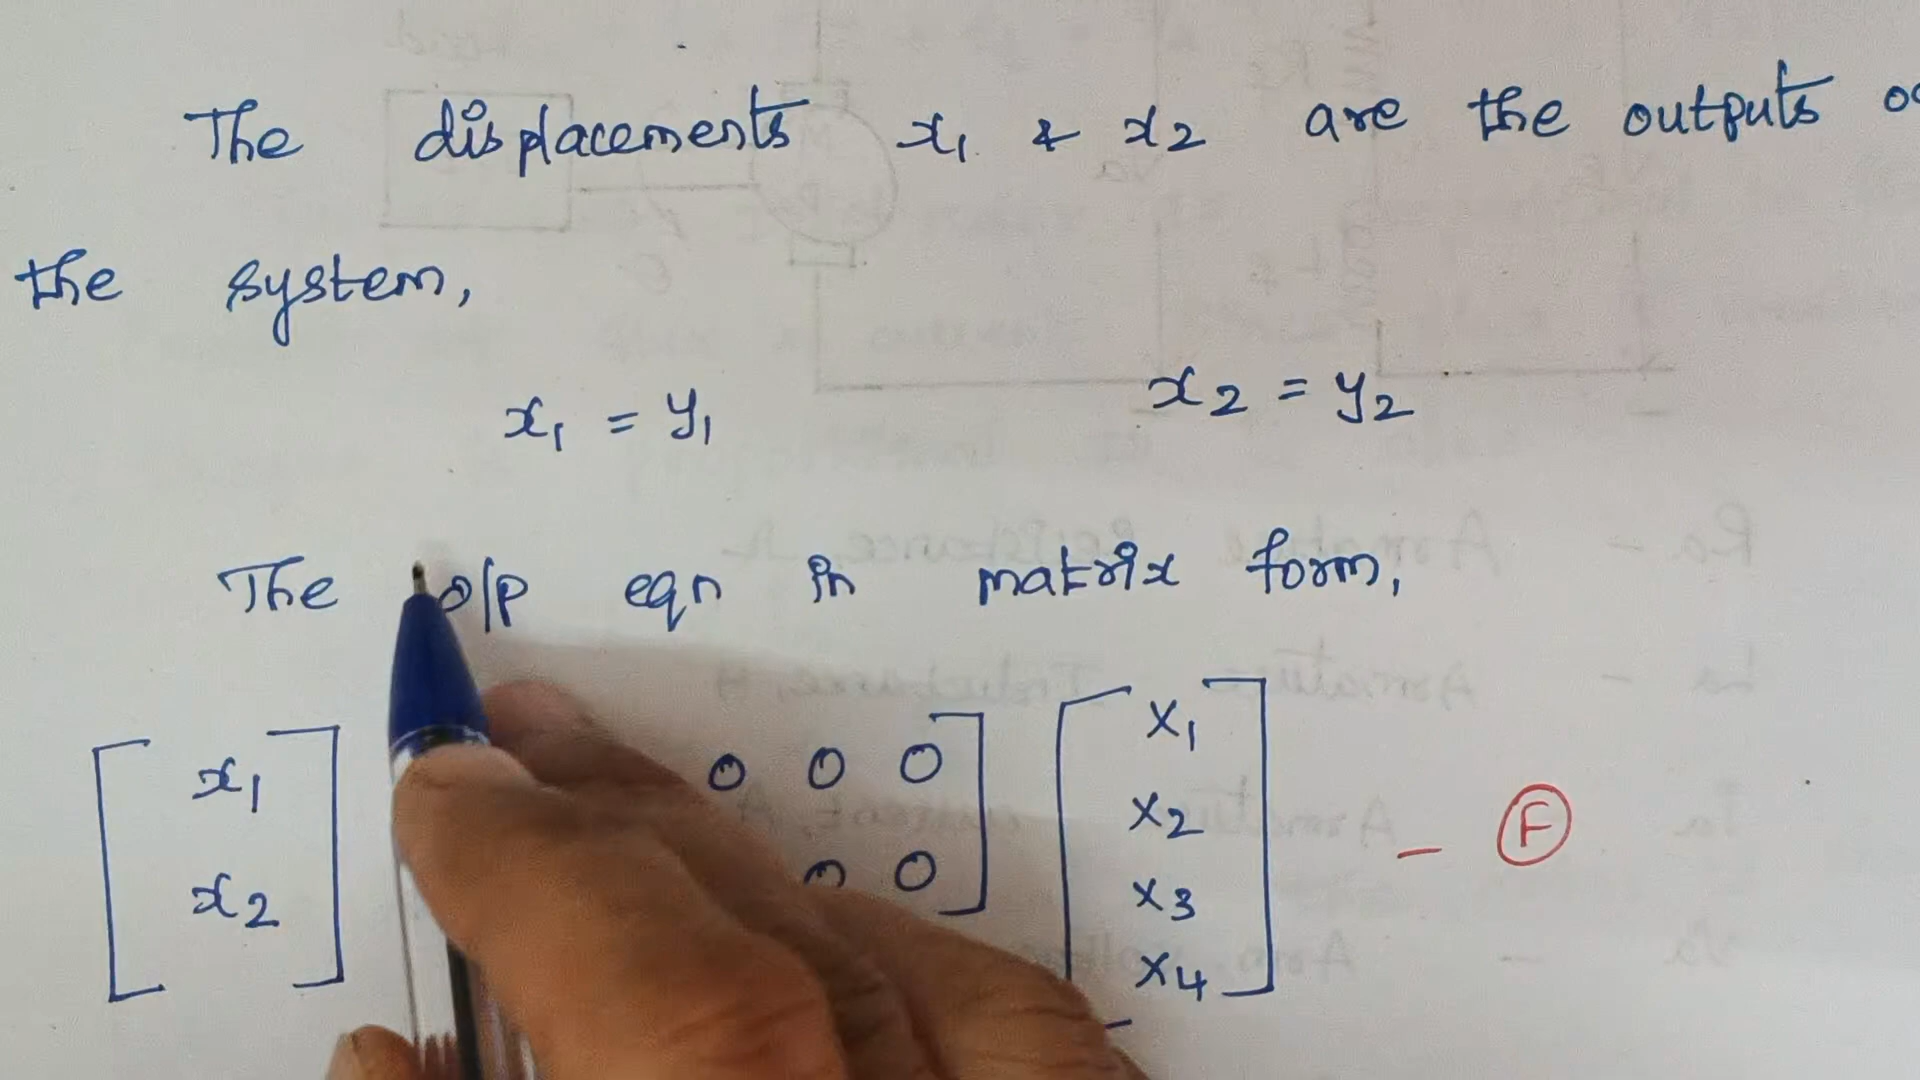 The displacements x1 & x2 are the outputs
the system,
x1 = y1 x2 = y2
The o/p eqn in matrix form,
[x1 x2] 0 0 0 0 0] [x1 x2 x3 x4] - F